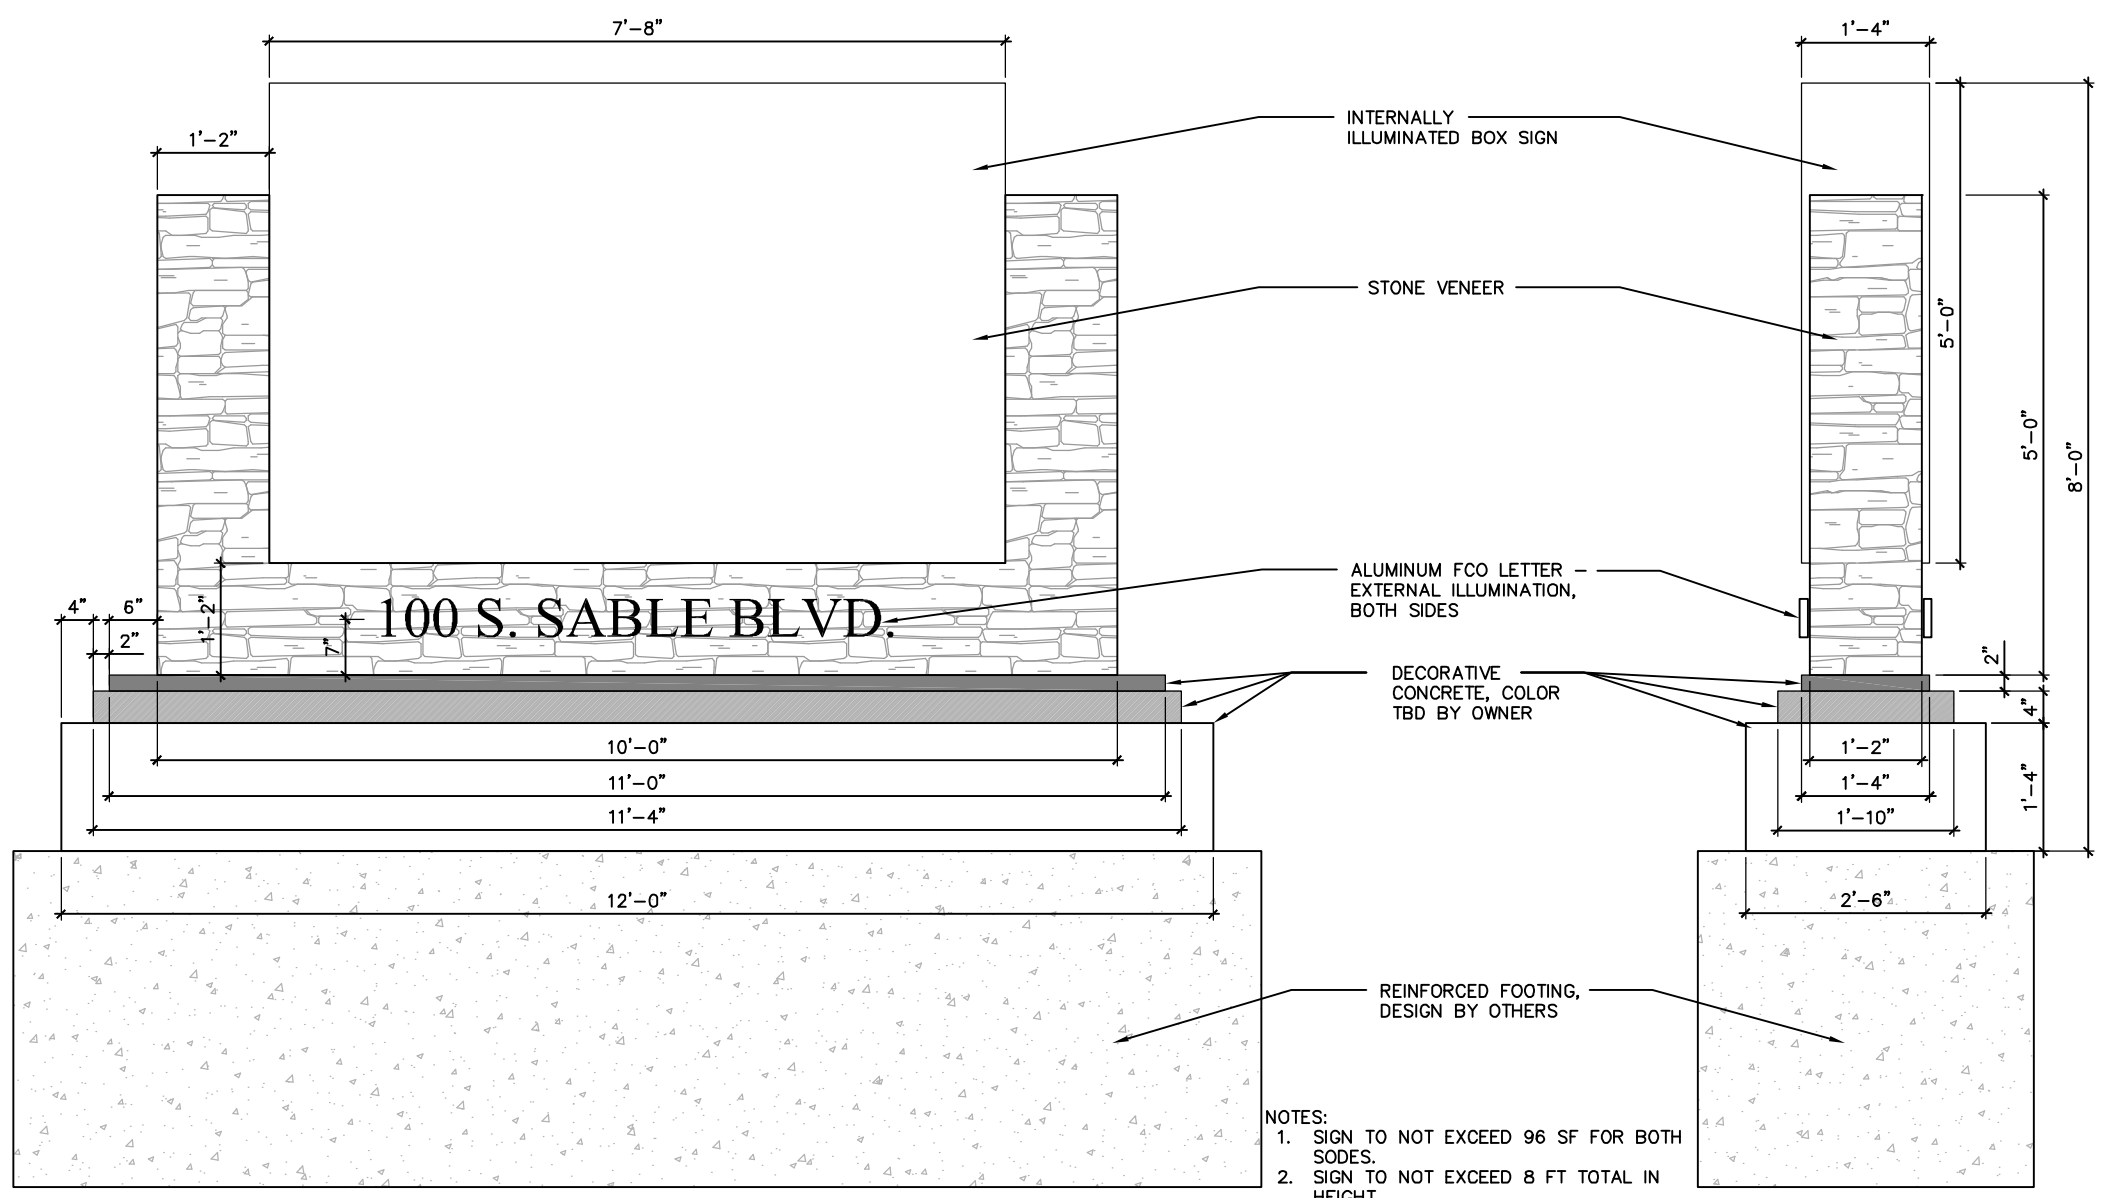 7'-8"
1'-4"
1'-2"
INTERNALLY
ILLUMINATED BOX SIGN
STONE VENEER
5'-0"
5'-0"
8'-0"
ALUMINUM FCO LETTER -
EXTERNAL ILLUMINATION,
BOTH SIDES
4"
6"
2"
1'-2"
7"
100 S. SABLE BLVD.
2"
4"
1'-4"
DECORATIVE
CONCRETE, COLOR
TBD BY OWNER
10'-0"
1'-2"
11'-0"
1'-4"
11'-4"
1'-10"
12'-0"
2'-6"
REINFORCED FOOTING,
DESIGN BY OTHERS
NOTES:
1. SIGN TO NOT EXCEED 96 SF FOR BOTH
SODES.
2. SIGN TO NOT EXCEED 8 FT TOTAL IN
HEIGHT